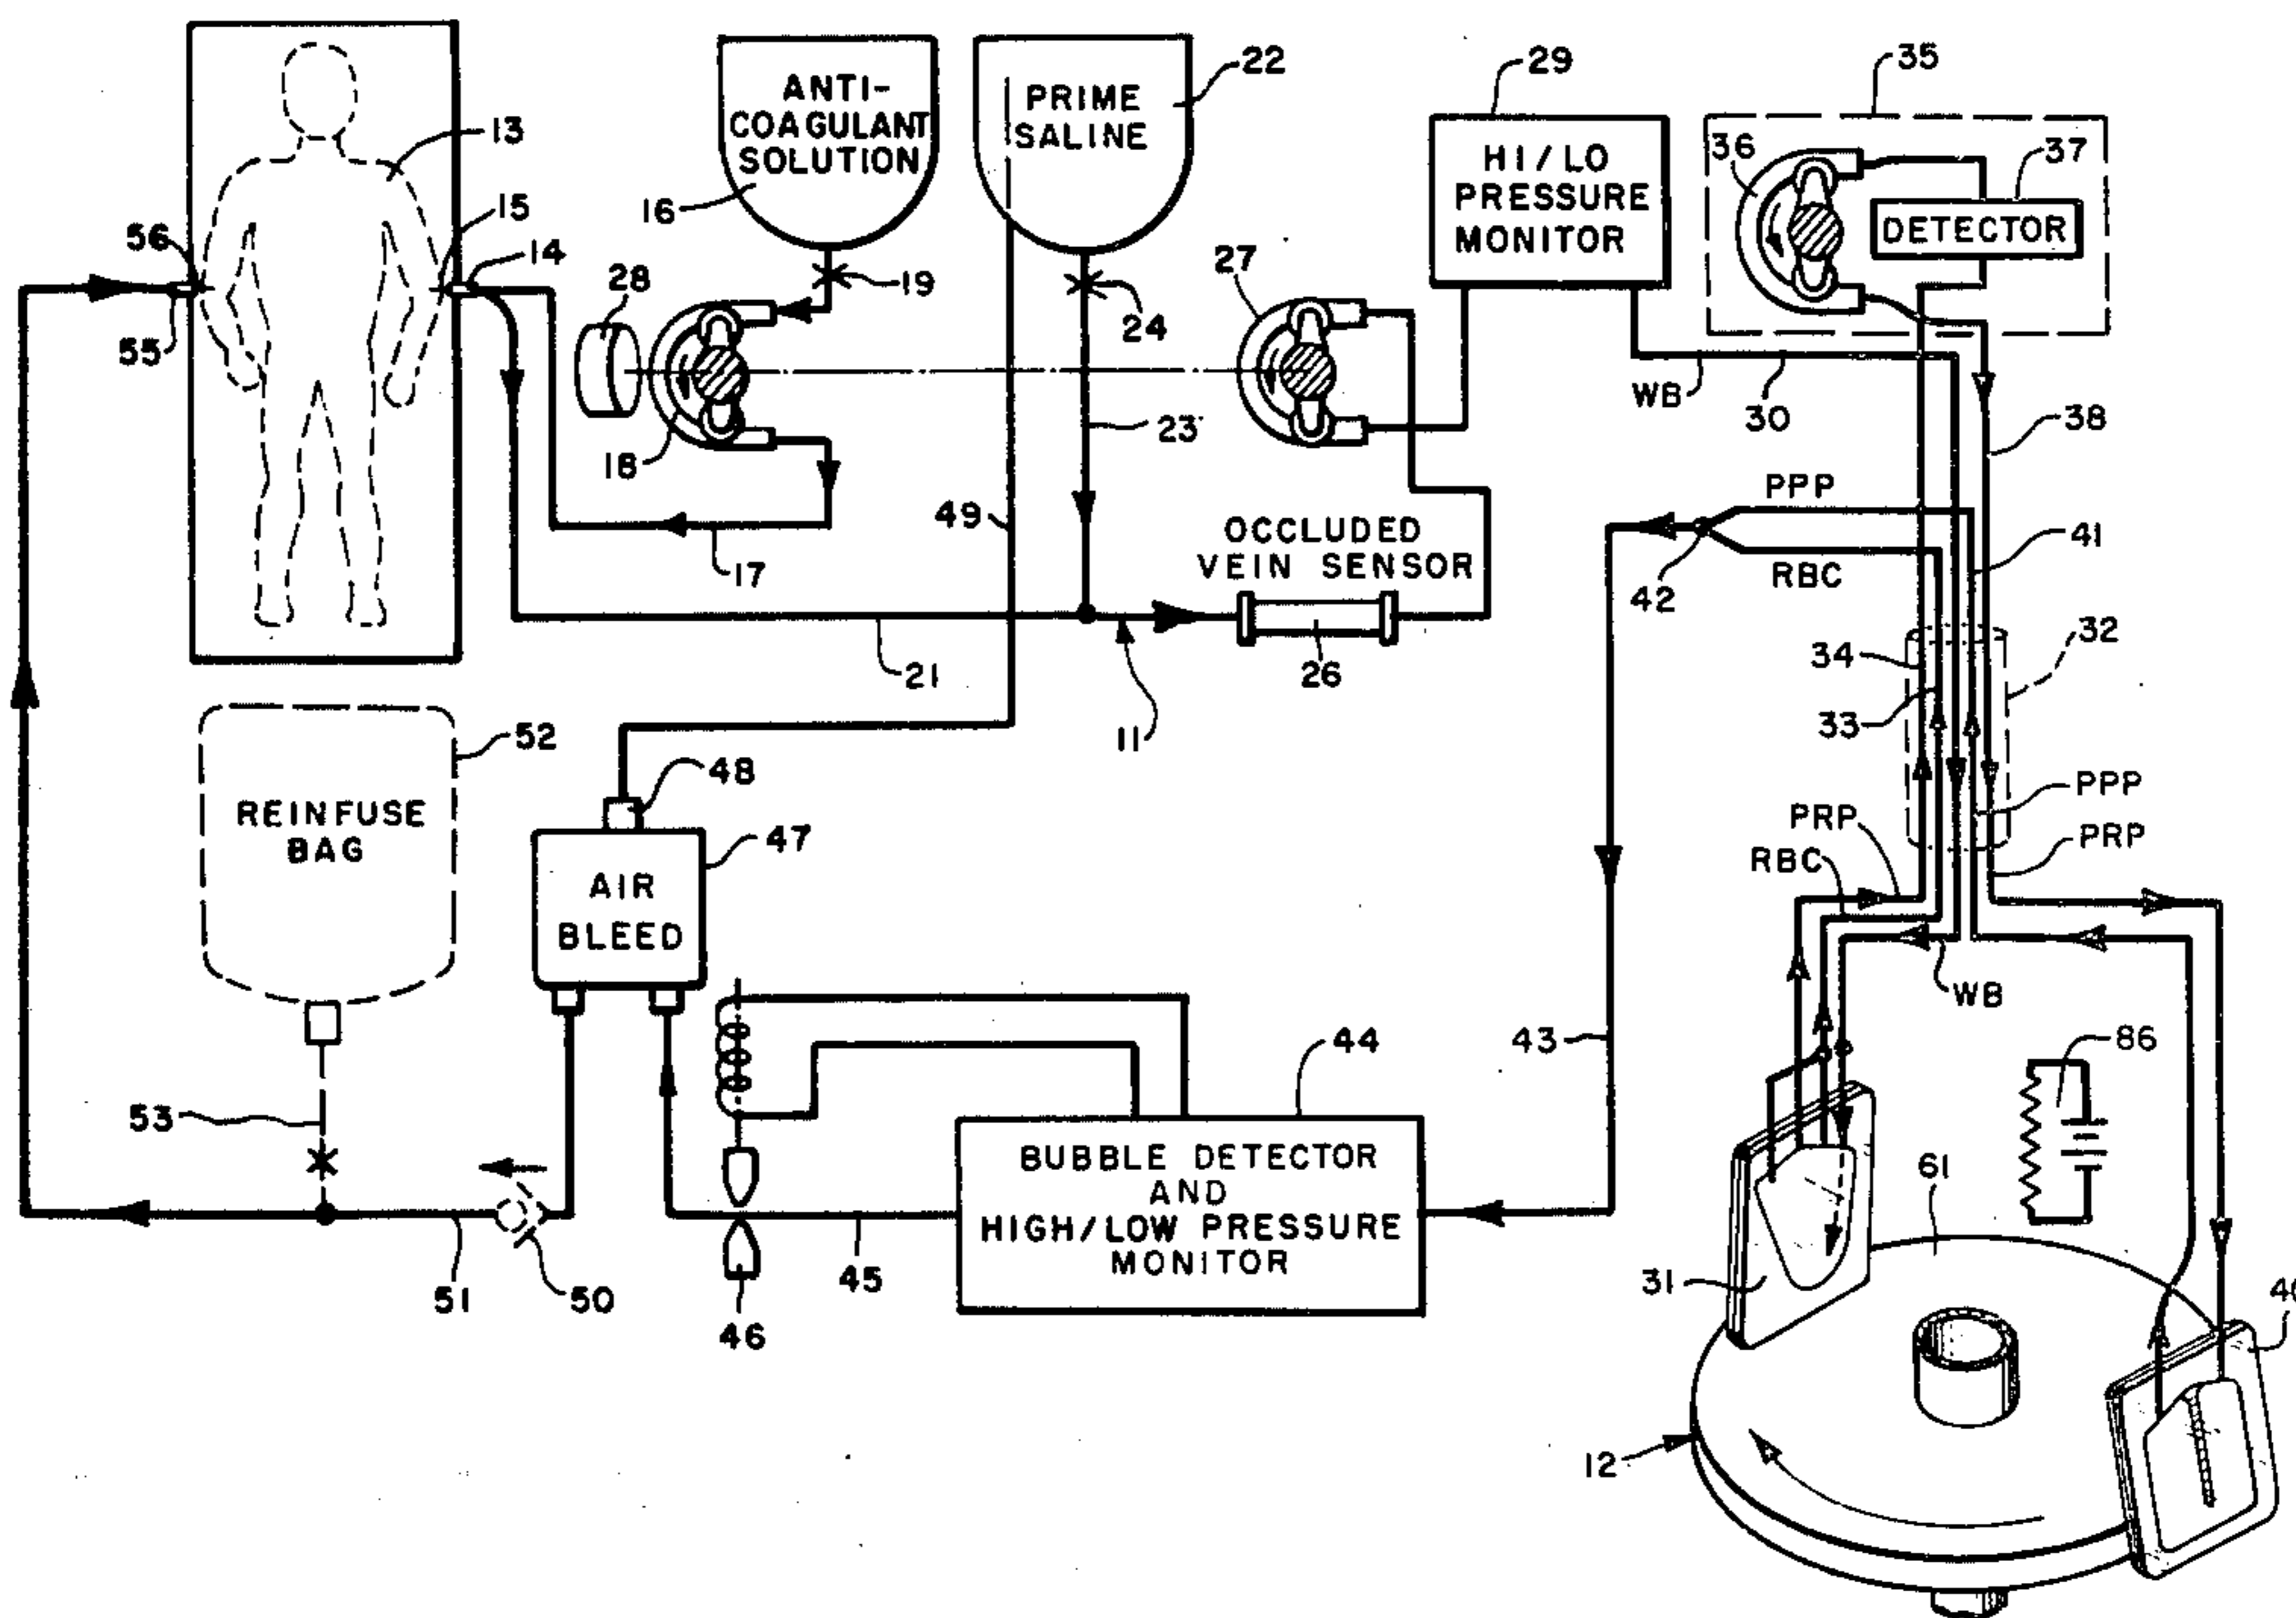 35
29
22
ANTI-
COAGULANT
SOLUTION
PRIME
SALINE
13
36
37
HI/LO
PRESSURE
MONITOR
DETECTOR
15
14
16
56
28
19
27
24
55
WB
30
23
38
18
PPP
49
OCCLUDED
VEIN SENSOR
41
17
RBC
42
32
34
21
26
33
11
52
48
PPP
REINFUSE
BAG
47
PRP
PRP
AIR
BLEED
RBC
WB
44
43
86
53
BUBBLE DETECTOR
AND
HIGH/LOW PRESSURE
MONITOR
61
31
45
51
50
46
12